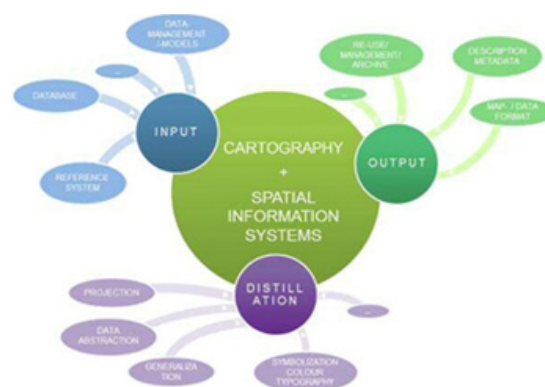 DATA-
MANAGEMENT
/ MODELS
...
DATABASE
REFERENCE
SYSTEM
INPUT
RE-USE/
MANAGEMENT/
ARCHIVE
...
DESCRIPTION
METADATA
MAP- / DATA
FORMAT
OUTPUT
CARTOGRAPHY
+
SPATIAL
INFORMATION
SYSTEMS
DISTILL
ATION
PROJECTION
DATA
ABSTRACTION
GENERALIZA
TION
SYMBOLIZATION
COLOUR
TYPOGRAPHY
...